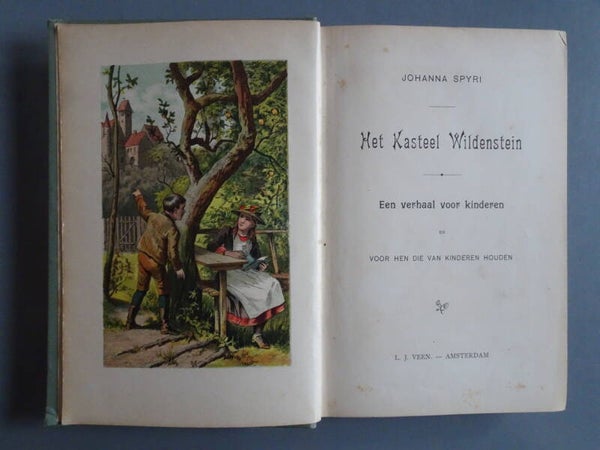 JOHANNA SPYRI
Het Kasteel Wildenstein
Een verhaal voor kinderen
EN
VOOR HEN DIE VAN KINDEREN HOUDEN
L. J. VEEN. — AMSTERDAM